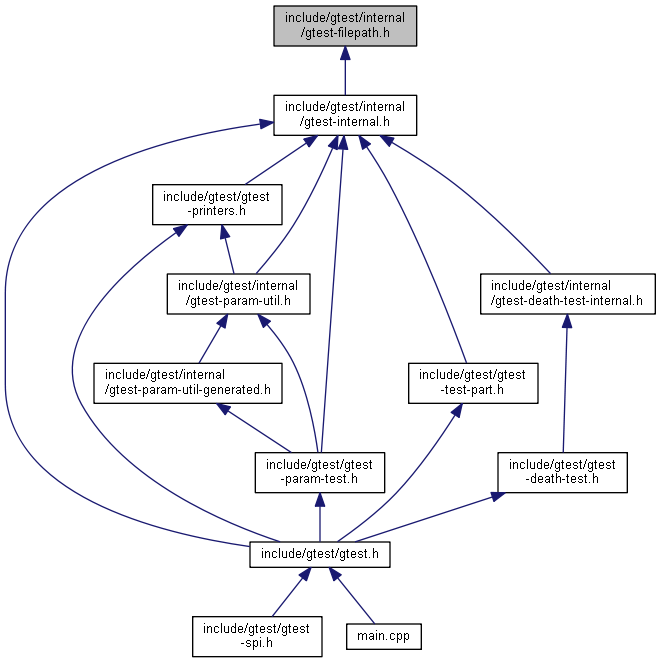 include/gtest/internal
/gtest-filepath.h
include/gtest/internal
/gtest-internal.h
include/gtest/gtest
-printers.h
include/gtest/internal
/gtest-param-util.h
include/gtest/internal
/gtest-death-test-internal.h
include/gtest/internal
/gtest-param-util-generated.h
include/gtest/gtest
-test-part.h
include/gtest/gtest
-param-test.h
include/gtest/gtest
-death-test.h
include/gtest/gtest.h
include/gtest/gtest
-spi.h
main.cpp